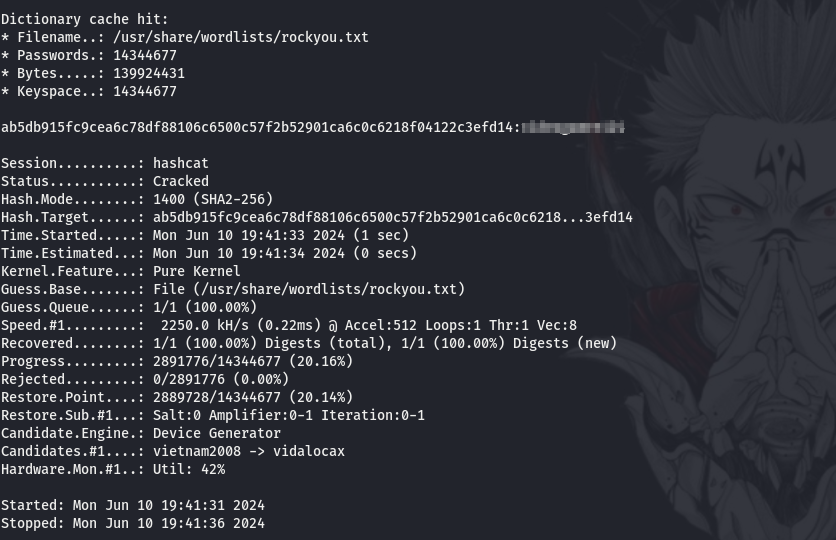 Dictionary cache hit:
* Filename..: /usr/share/wordlists/rockyou.txt
* Passwords.: 14344677
* Bytes.....: 139924431
* Keyspace..: 14344677
ab5db915fc9cea6c78df88106c6500c57f2b52901ca6c0c6218f04122c3efd14:
Session..........: hashcat
Status...........: Cracked
Hash.Mode........: 1400 (SHA2-256)
Hash.Target......: ab5db915fc9cea6c78df88106c6500c57f2b52901ca6c0c6218...3efd14
Time.Started.....: Mon Jun 10 19:41:33 2024 (1 sec)
Time.Estimated...: Mon Jun 10 19:41:34 2024 (0 secs)
Kernel.Feature...: Pure Kernel
Guess.Base.......: File (/usr/share/wordlists/rockyou.txt)
Guess.Queue......: 1/1 (100.00%)
Speed.#1.........:  2250.0 kH/s (0.22ms) @ Accel:512 Loops:1 Thr:1 Vec:8
Recovered........: 1/1 (100.00%) Digests (total), 1/1 (100.00%) Digests (new)
Progress.........: 2891776/14344677 (20.16%)
Rejected.........: 0/2891776 (0.00%)
Restore.Point....: 2889728/14344677 (20.14%)
Restore.Sub.#1...: Salt:0 Amplifier:0-1 Iteration:0-1
Candidate.Engine.: Device Generator
Candidates.#1....: vietnam2008 -> vidalocax
Hardware.Mon.#1..: Util: 42%
Started: Mon Jun 10 19:41:31 2024
Stopped: Mon Jun 10 19:41:36 2024